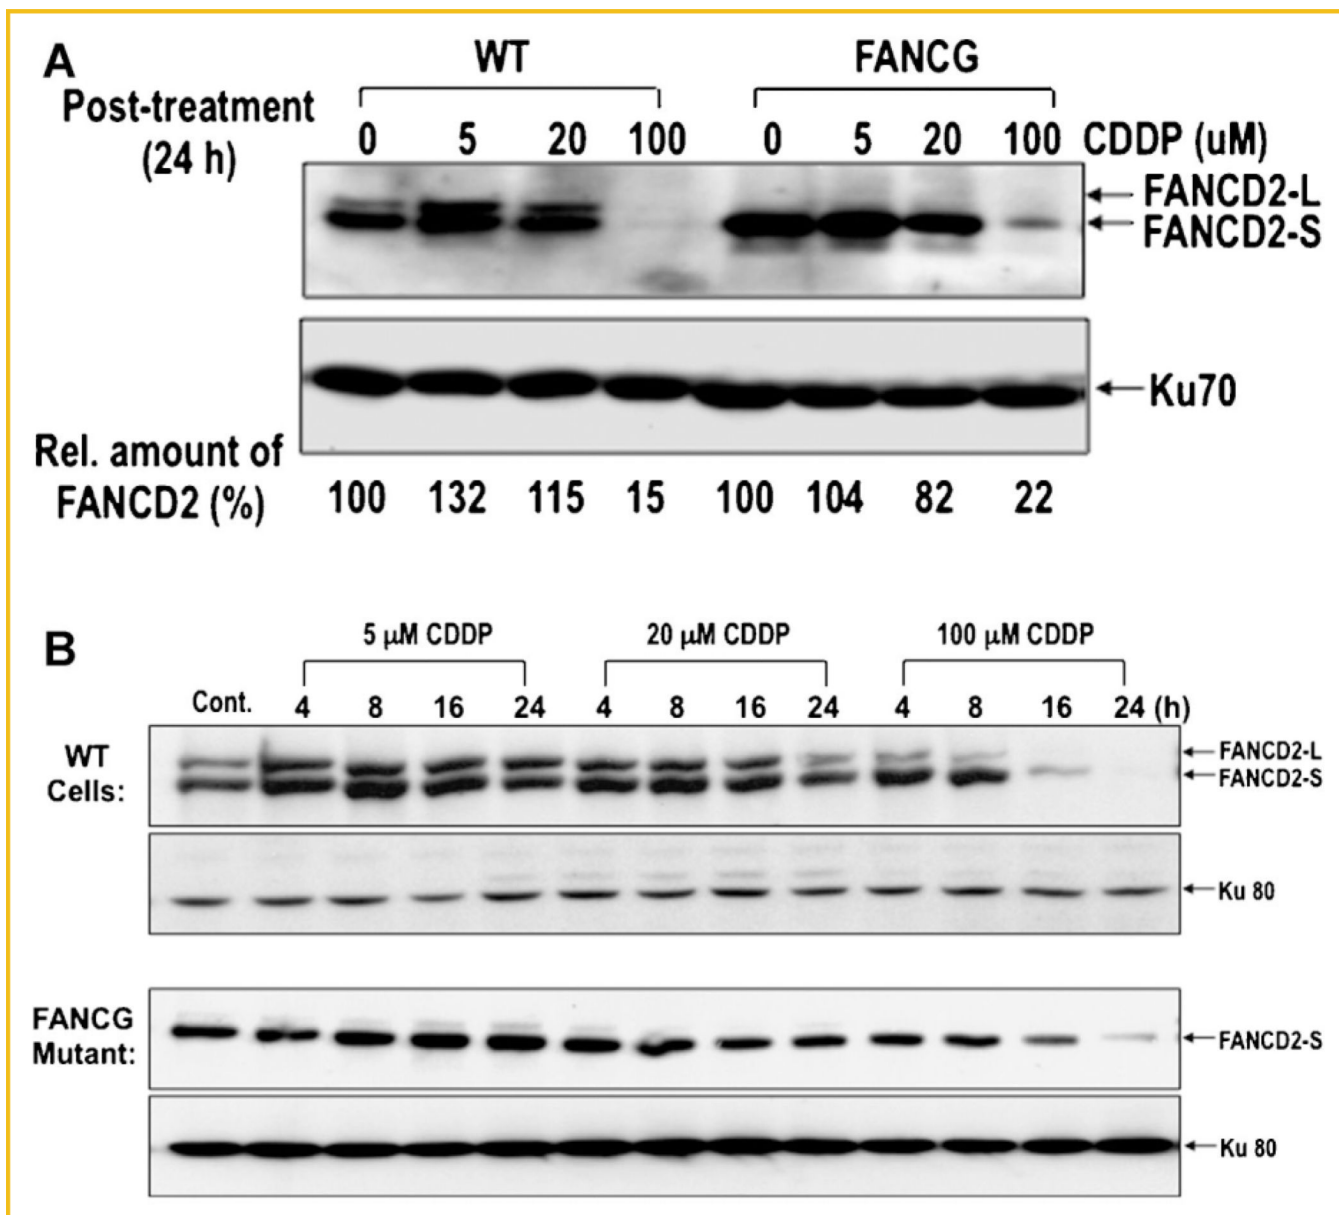 A
WT FANCG
Post-treatment
(24 h)
0 5 20 100 0 5 20 100 CDDP (uM)
FANCD2-L
FANCD2-S
Ku70
Rel. amount of
FANCD2 (%)
100 132 115 15 100 104 82 22
B
5 µM CDDP 20 µM CDDP 100 µM CDDP
Cont. 4 8 16 24 4 8 16 24 4 8 16 24 (h)
WT
Cells:
FANCD2-L
FANCD2-S
Ku 80
FANCG
Mutant:
FANCD2-S
Ku 80